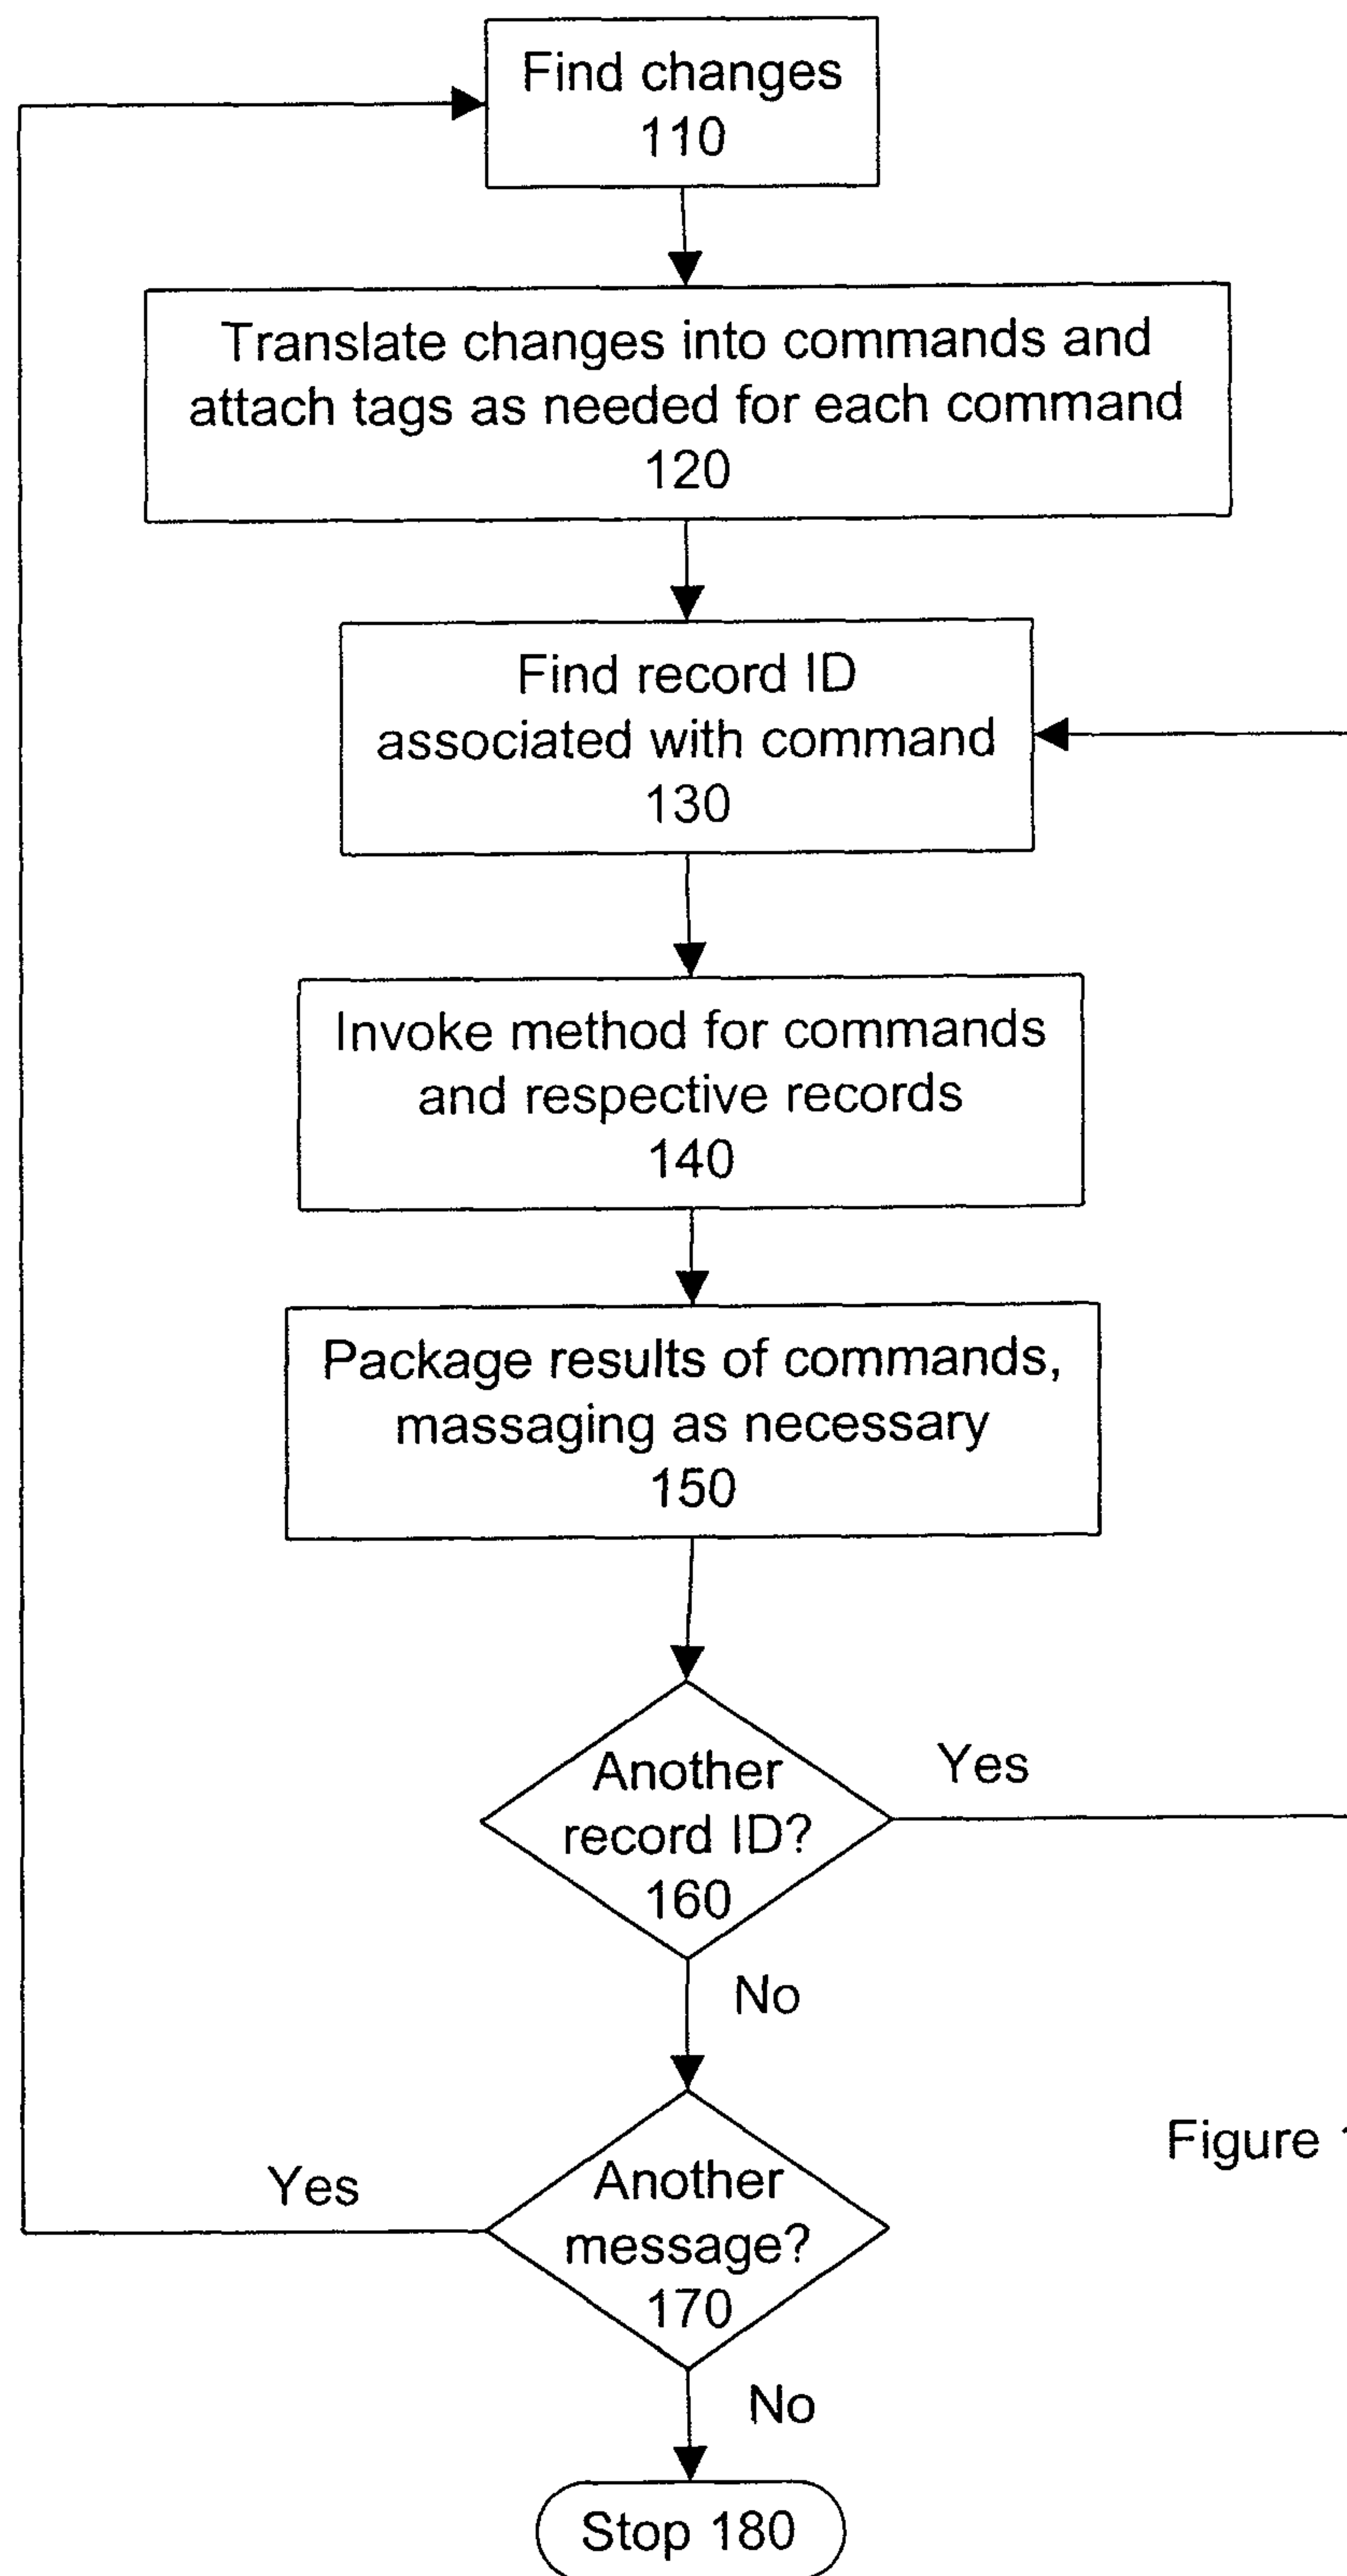 Find changes
110
Translate changes into commands and
attach tags as needed for each command
120
Find record ID
associated with command
130
Invoke method for commands
and respective records
140
Package results of commands,
massaging as necessary
150
Another
record ID?
160
Yes
No
Another
message?
170
Yes
No
Stop 180
Figure 1